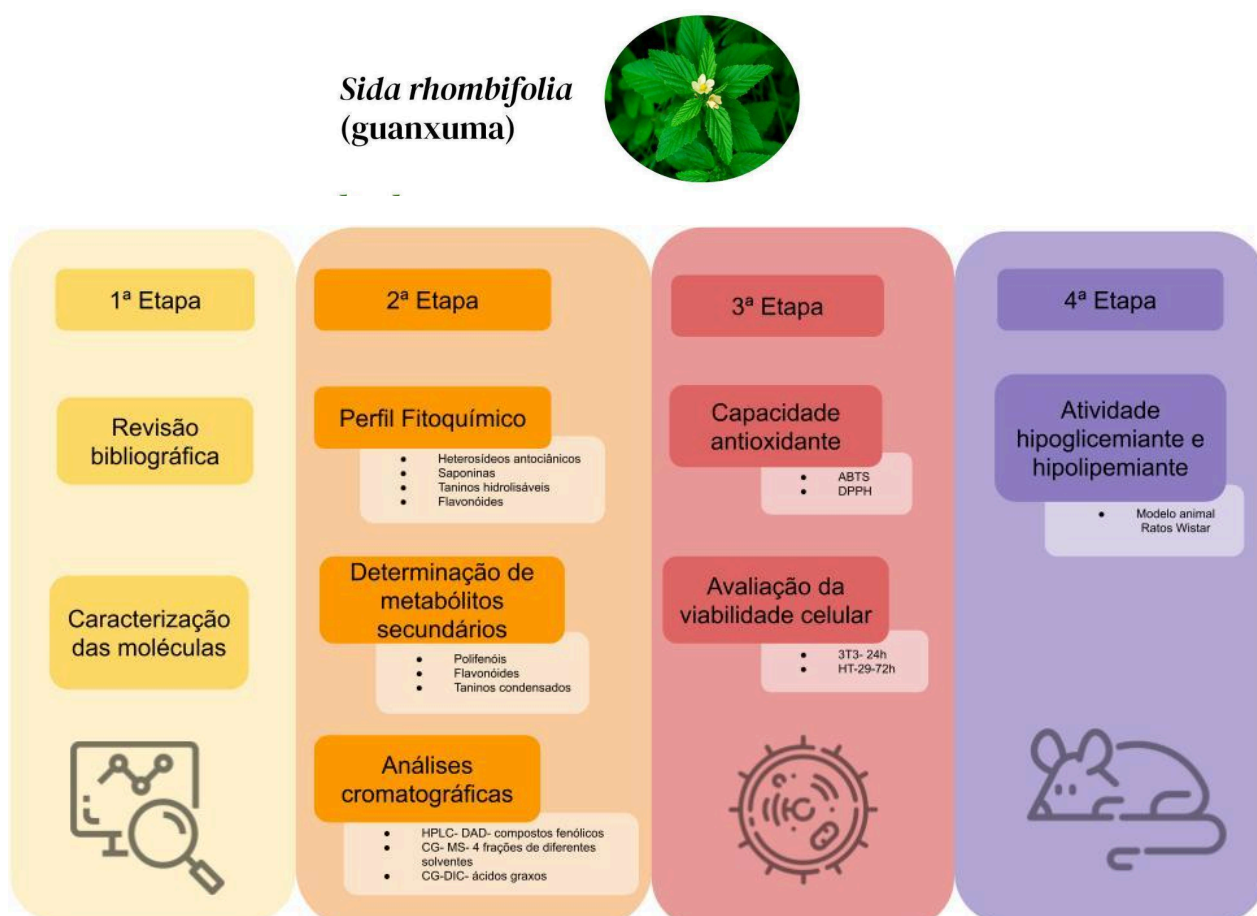 Sida rhombifolia
(guanxuma)
1ª Etapa
Revisão
bibliográfica
Caracterização
das moléculas
2ª Etapa
Perfil Fitoquímico
● Heterosídeos antociânicos
● Saponinas
● Taninos hidrolisáveis
● Flavonóides
Determinação de
metabólitos
secundários
● Polifenóis
● Flavonóides
● Taninos condensados
Análises
cromatográficas
● HPLC- DAD- compostos fenólicos
● CG- MS- 4 frações de diferentes
solventes
● CG-DIC- ácidos graxos
3ª Etapa
Capacidade
antioxidante
● ABTS
● DPPH
Avaliação da
viabilidade celular
● 3T3- 24h
● HT-29-72h
4ª Etapa
Atividade
hipoglicemiante e
hipolipemiante
● Modelo animal
Ratos Wistar